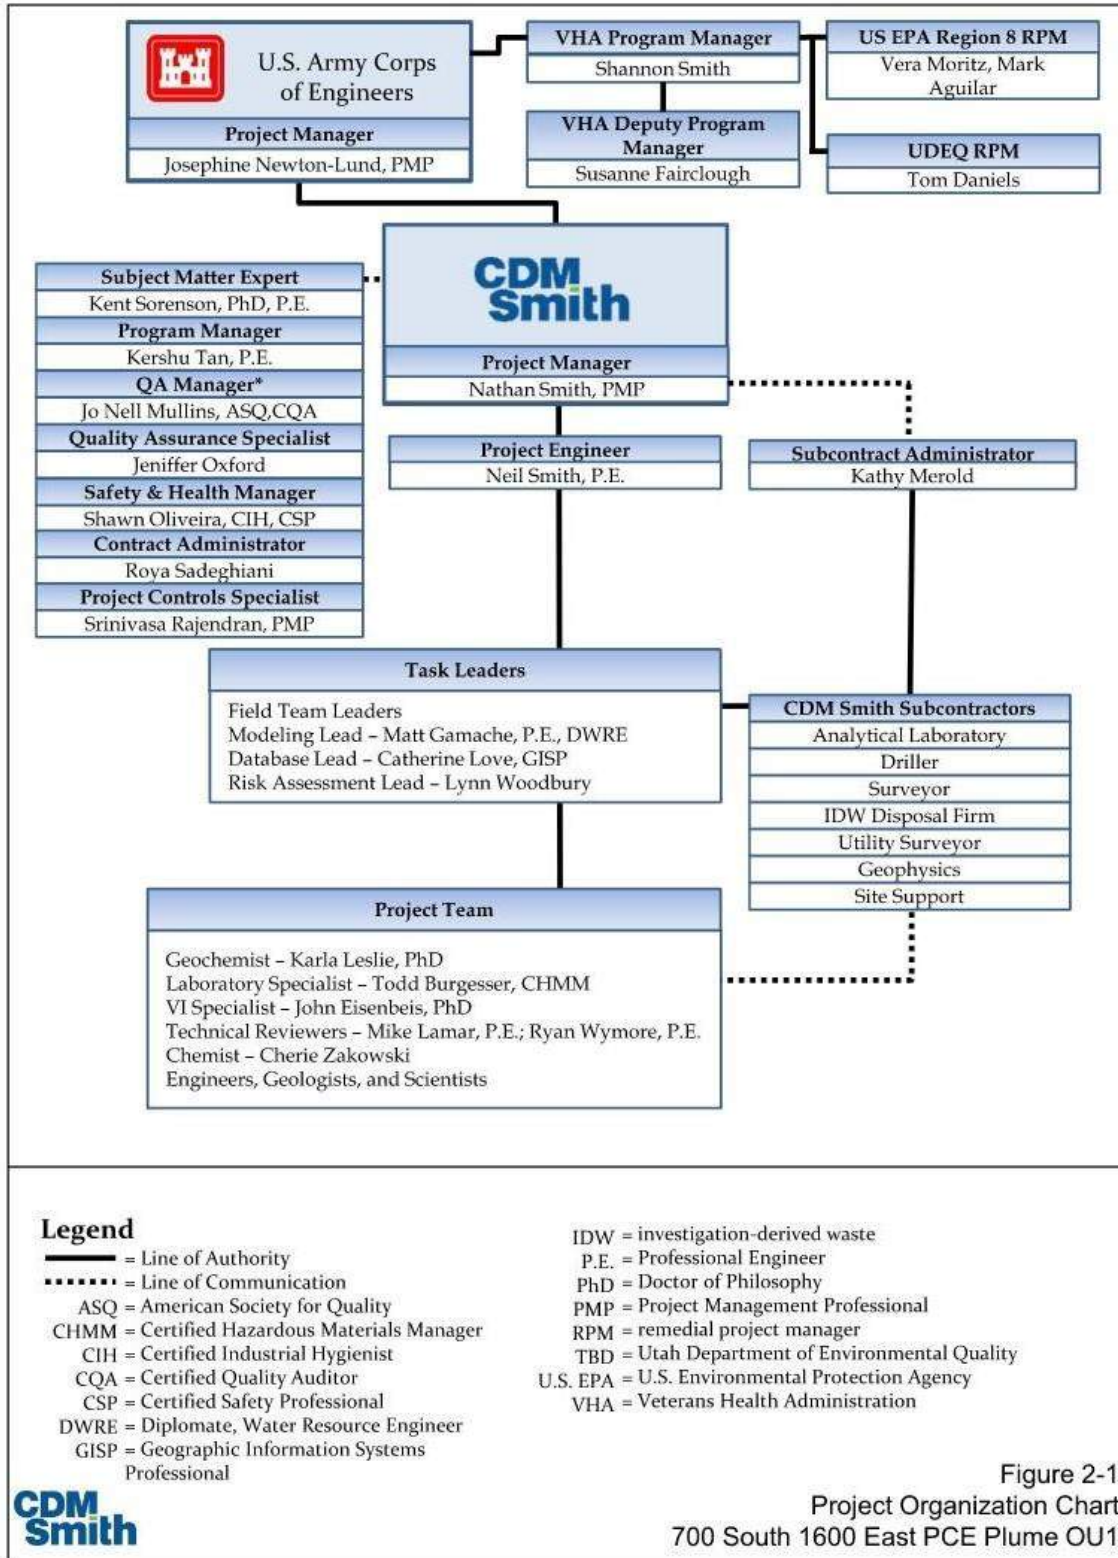 U.S. Army Corps
of Engineers
Project Manager
Josephine Newton-Lund, PMP
VHA Program Manager
Shannon Smith
VHA Deputy Program
Manager
Susanne Fairclough
US EPA Region 8 RPM
Vera Moritz, Mark
Aguilar
UDEQ RPM
Tom Daniels
CDM
Smith
Project Manager
Nathan Smith, PMP
Subject Matter Expert
Kent Sorenson, PhD, P.E.
Program Manager
Kershu Tan, P.E.
QA Manager*
Jo Nell Mullins, ASQ,CQA
Quality Assurance Specialist
Jeniffer Oxford
Safety & Health Manager
Shawn Oliveira, CIH, CSP
Contract Administrator
Roya Sadeghiani
Project Controls Specialist
Srinivasa Rajendran, PMP
Project Engineer
Neil Smith, P.E.
Subcontract Administrator
Kathy Merold
Task Leaders
Field Team Leaders
Modeling Lead – Matt Gamache, P.E., DWRE
Database Lead – Catherine Love, GISP
Risk Assessment Lead – Lynn Woodbury
CDM Smith Subcontractors
Analytical Laboratory
Driller
Surveyor
IDW Disposal Firm
Utility Surveyor
Geophysics
Site Support
Project Team
Geochemist – Karla Leslie, PhD
Laboratory Specialist – Todd Burgesser, CHMM
VI Specialist – John Eisenbeis, PhD
Technical Reviewers – Mike Lamar, P.E.; Ryan Wymore, P.E.
Chemist – Cherie Zakowski
Engineers, Geologists, and Scientists
Legend
= Line of Authority
= Line of Communication
ASQ = American Society for Quality
CHMM = Certified Hazardous Materials Manager
CIH = Certified Industrial Hygienist
CQA = Certified Quality Auditor
CSP = Certified Safety Professional
DWRE = Diplomate, Water Resource Engineer
GISP = Geographic Information Systems
Professional
IDW = investigation-derived waste
P.E. = Professional Engineer
PhD = Doctor of Philosophy
PMP = Project Management Professional
RPM = remedial project manager
TBD = Utah Department of Environmental Quality
U.S. EPA = U.S. Environmental Protection Agency
VHA = Veterans Health Administration
CDM
Smith
Figure 2-1
Project Organization Chart
700 South 1600 East PCE Plume OU1